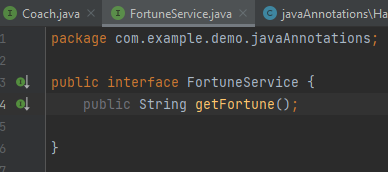 Coach.java × FortuneService.java × javaAnnotations\Ha
1 package com.example.demo.javaAnnotations;
2
3 public interface FortuneService {
4 public String getFortune();
5
6 }
7